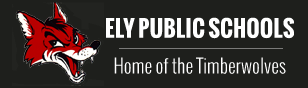 ELY PUBLIC SCHOOLS
Home of the Timberwolves